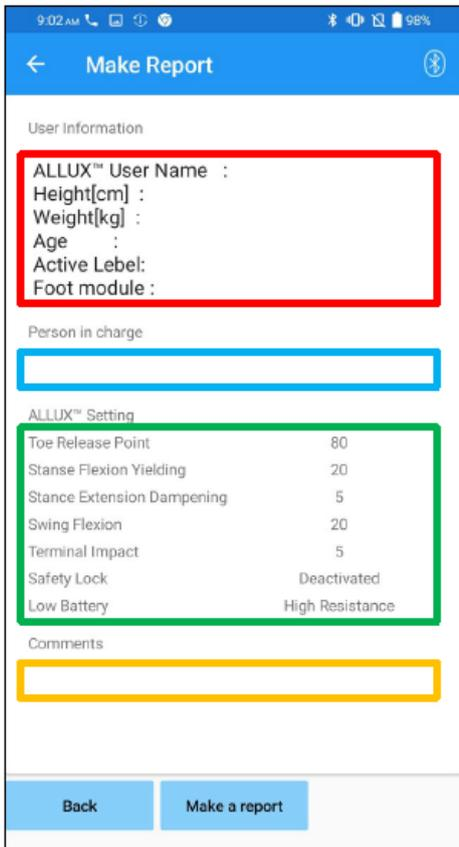 9:02 AM 98%
Make Report
User Information
ALLUX™ User Name :
Height[cm] :
Weight[kg] :
Age :
Active Lebel:
Foot module :
Person in charge
ALLUX™ Setting
Toe Release Point 80
Stanse Flexion Yielding 20
Stance Extension Dampening 5
Swing Flexion 20
Terminal Impact 5
Safety Lock Deactivated
Low Battery High Resistance
Comments
Back Make a report